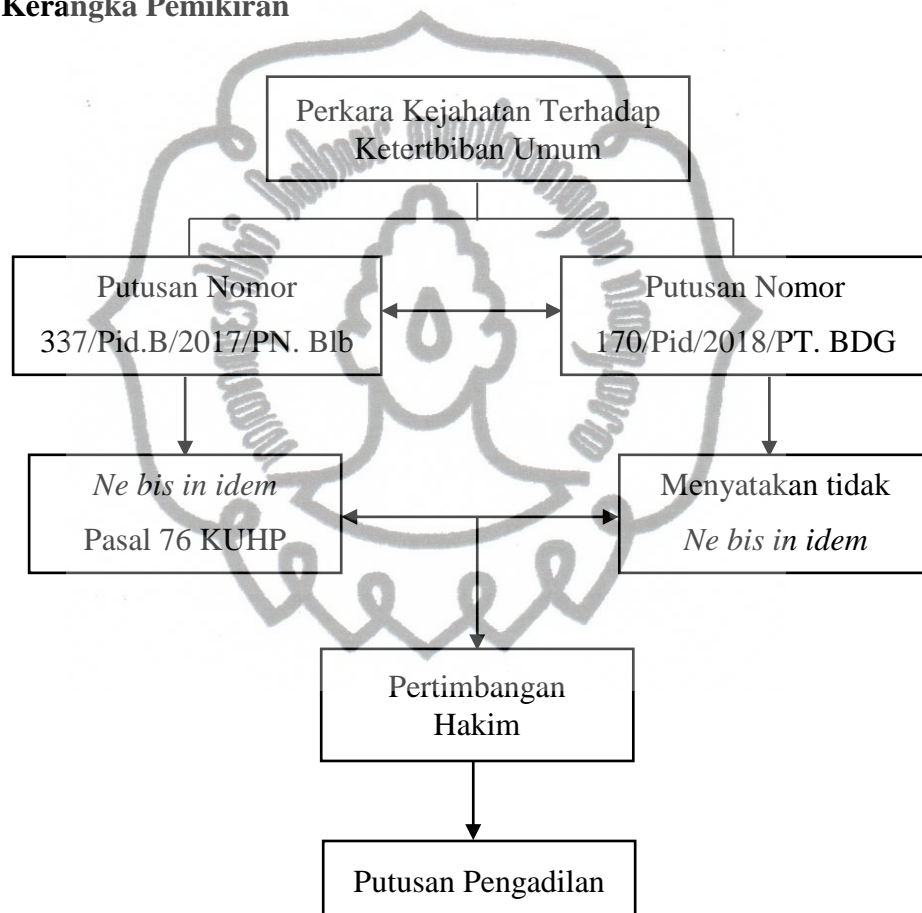 Kerangka Pemikiran
Perkara Kejahatan Terhadap
Ketertbiban Umum
Putusan Nomor
337/Pid.B/2017/PN. Blb
Putusan Nomor
170/Pid/2018/PT. BDG
Ne bis in idem
Pasal 76 KUHP
Menyatakan tidak
Ne bis in idem
Pertimbangan
Hakim
Putusan Pengadilan